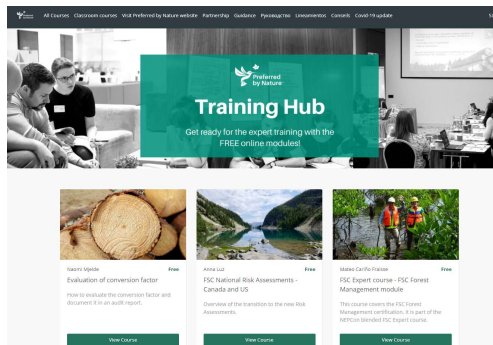 All Courses Classroom courses Visit Preferred by Nature website Partnership Guidance Руководство Lineamientos Conseils Covid-19 update
Preferred
by Nature
Training Hub
Get ready for the expert training with the
FREE online modules!
Naomi Mjelde Free
Evaluation of conversion factor
How to evaluate the conversion factor and
document it in an audit report.
View Course
Anna Luz Free
FSC National Risk Assessments -
Canada and US
Overview of the transition to the new Risk
Assessments.
View Course
Mateo Cariño Fraisse Free
FSC Expert course - FSC Forest
Management module
This course covers the FSC Forest
Management certification. It is part of the
NEPCon blended FSC Expert course.
View Course